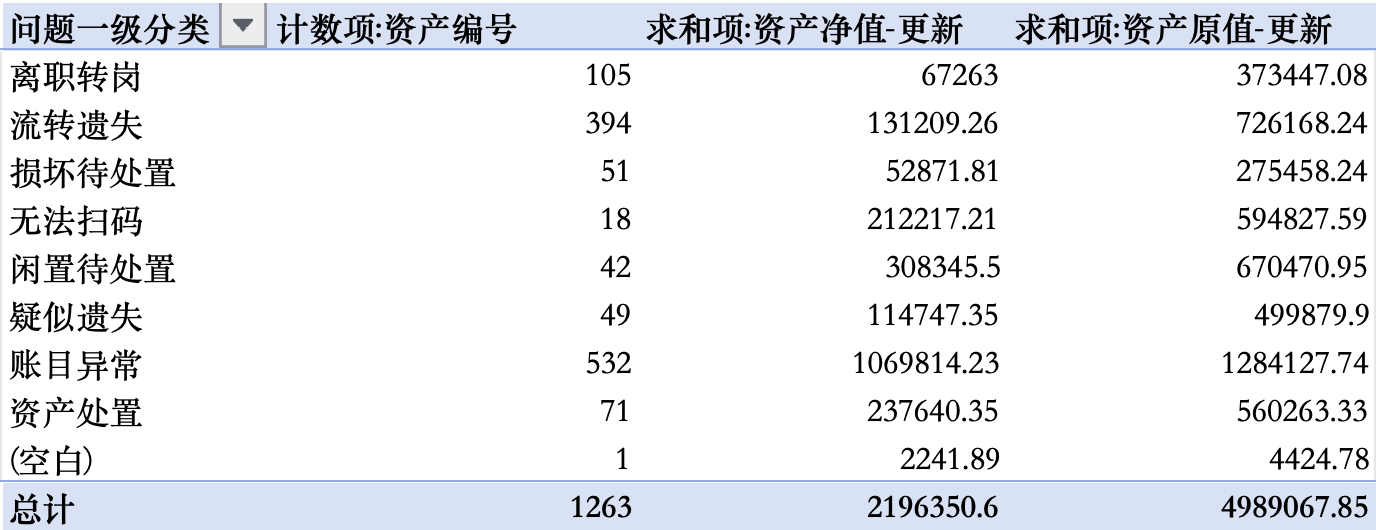 问题一级分类 计数项:资产编号 求和项:资产净值-更新 求和项:资产原值-更新
离职转岗 105 67263 373447.08
流转遗失 394 131209.26 726168.24
损坏待处置 51 52871.81 275458.24
无法扫码 18 212217.21 594827.59
闲置待处置 42 308345.5 670470.95
疑似遗失 49 114747.35 499879.9
账目异常 532 1069814.23 1284127.74
资产处置 71 237640.35 560263.33
(空白) 1 2241.89 4424.78
总计 1263 2196350.6 4989067.85